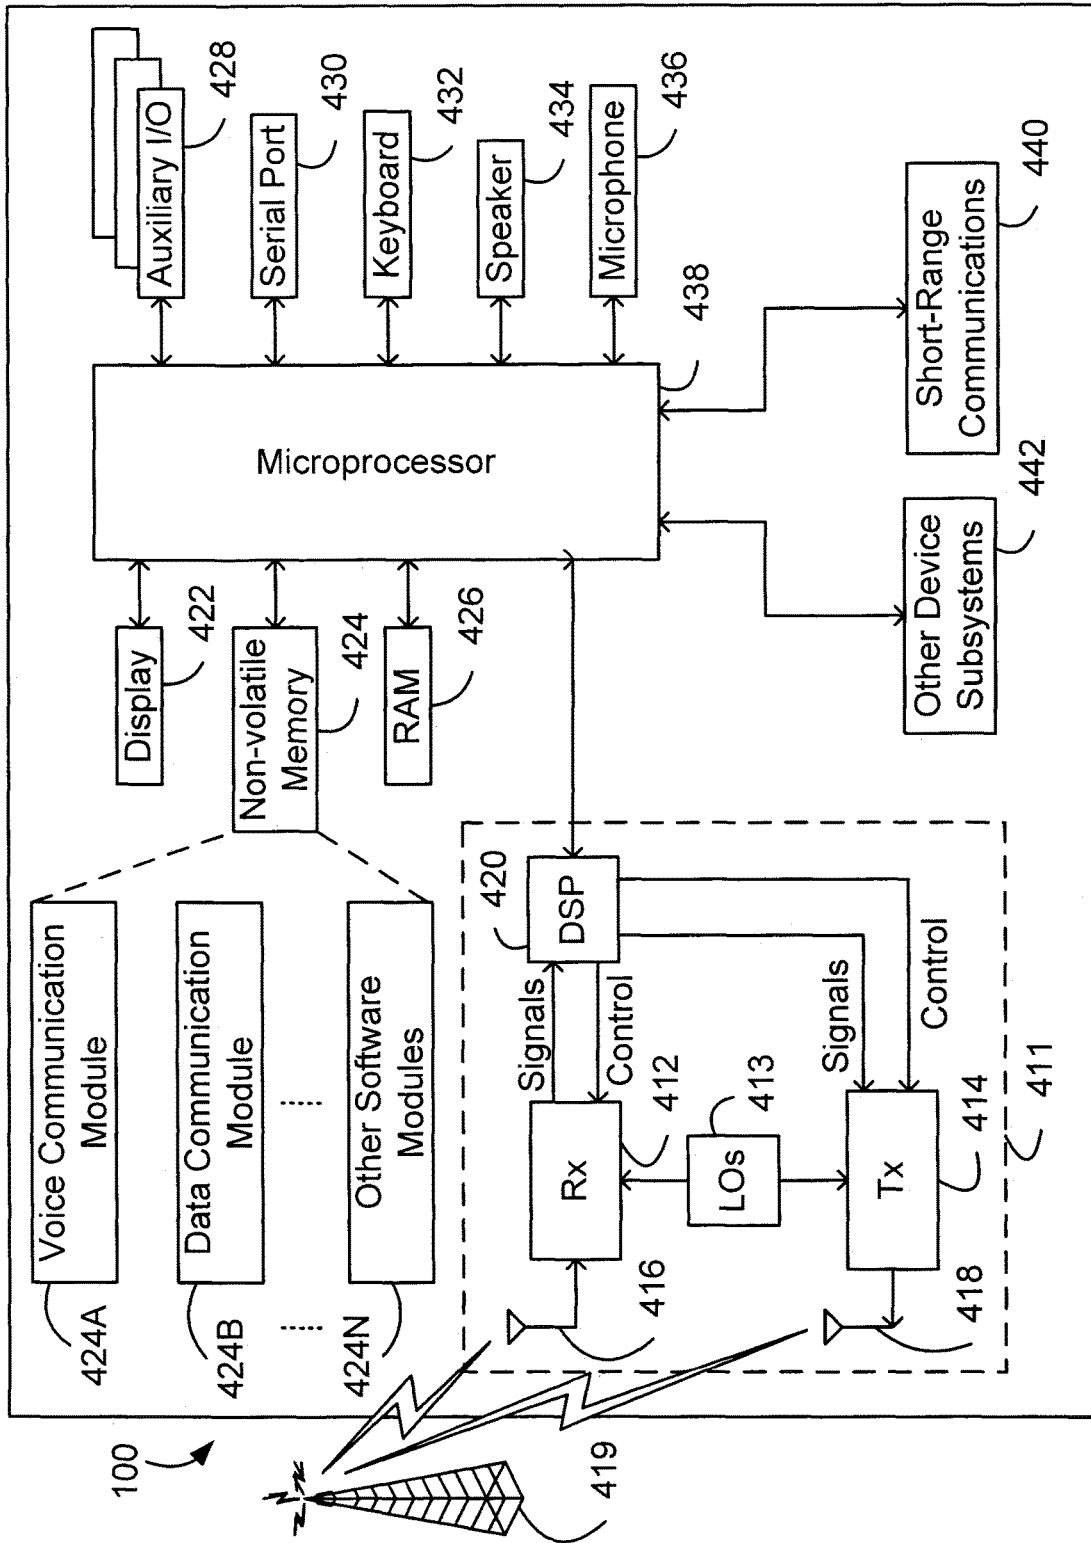 100
419
424A
Voice Communication
Module
424B
Data Communication
Module
......
......
424N
Other Software
Modules
Display
422
Non-volatile
Memory
424
RAM
426
Microprocessor
438
Auxiliary I/O
428
Serial Port
430
Keyboard
432
Speaker
434
Microphone
436
Short-Range
Communications
440
Other Device
Subsystems
442
416
Rx
412
Signals
Control
DSP
420
LOs
413
418
Tx
414
Signals
Control
411